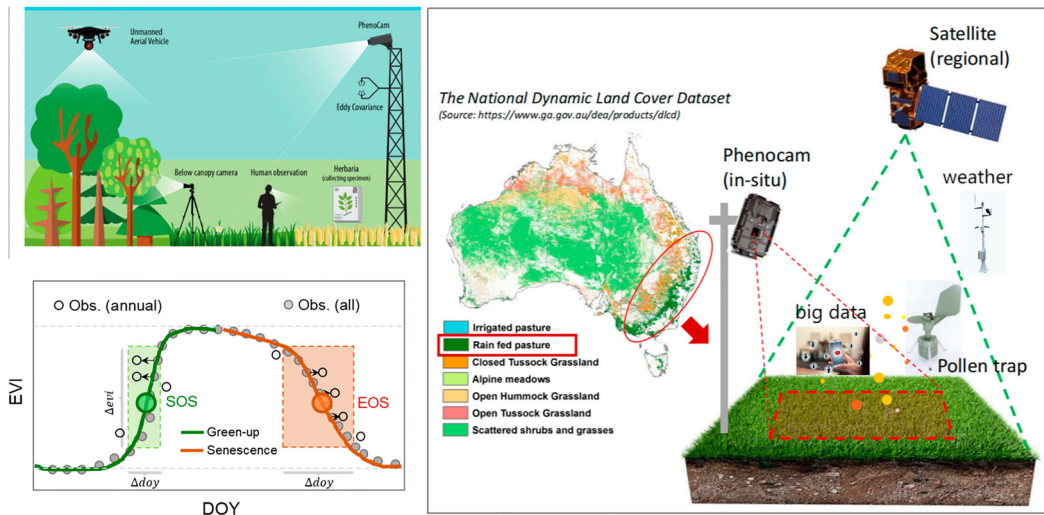 Unmanned
Aerial Vehicle
PhenoCam
Eddy Covariance
Below canopy camera
Human observation
Herbaria
(collecting specimen)
Obs. (annual)
Obs. (all)
EVI
Δevi
SOS
EOS
Green-up
Senescence
Δdoy
Δdoy
DOY
Satellite
(regional)
The National Dynamic Land Cover Dataset
(Source: https://www.ga.gov.au/dea/products/dlcd)
Phenocam
(in-situ)
weather
Irrigated pasture
Rain fed pasture
Closed Tussock Grassland
Alpine meadows
Open Hummock Grassland
Open Tussock Grassland
Scattered shrubs and grasses
big data
Pollen trap